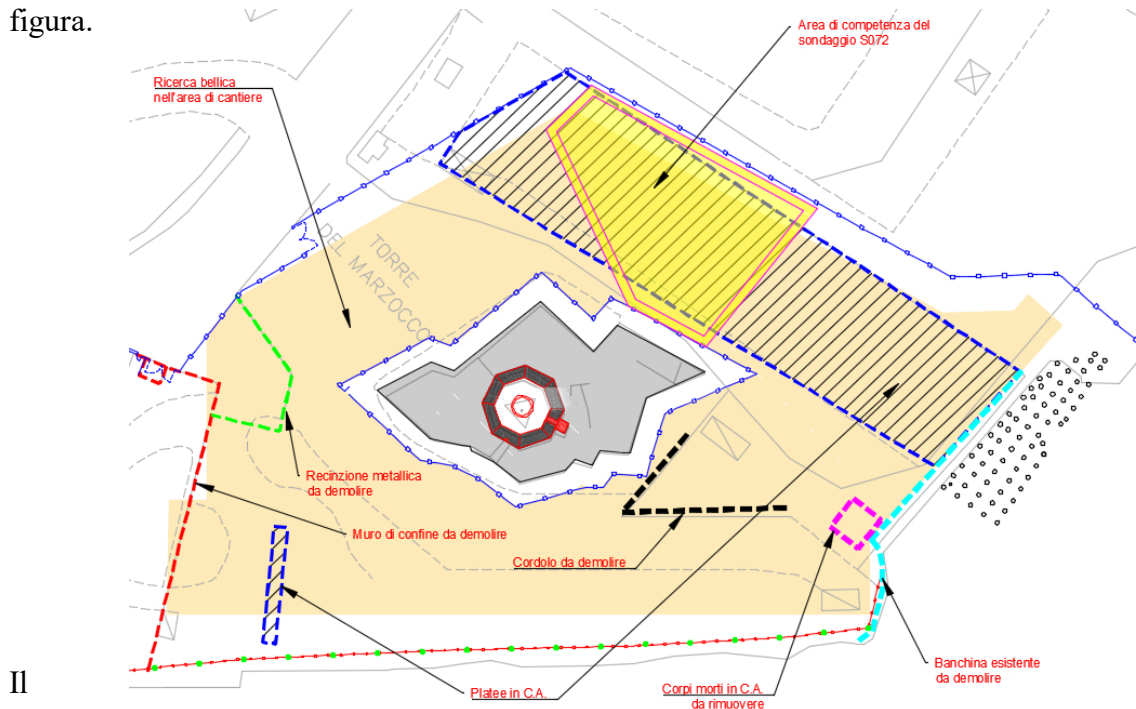 figura.
Area di competenza del
sondaggio S072
Ricerca bellica
nell'area di cantiere
TORRE
DEL MARZOCCO
Recinzione metallica
da demolire
Muro di confine da demolire
Cordolo da demolire
Platee in C.A.
Corpi morti in C.A.
da rimuovere
Banchina esistente
da demolire
Il